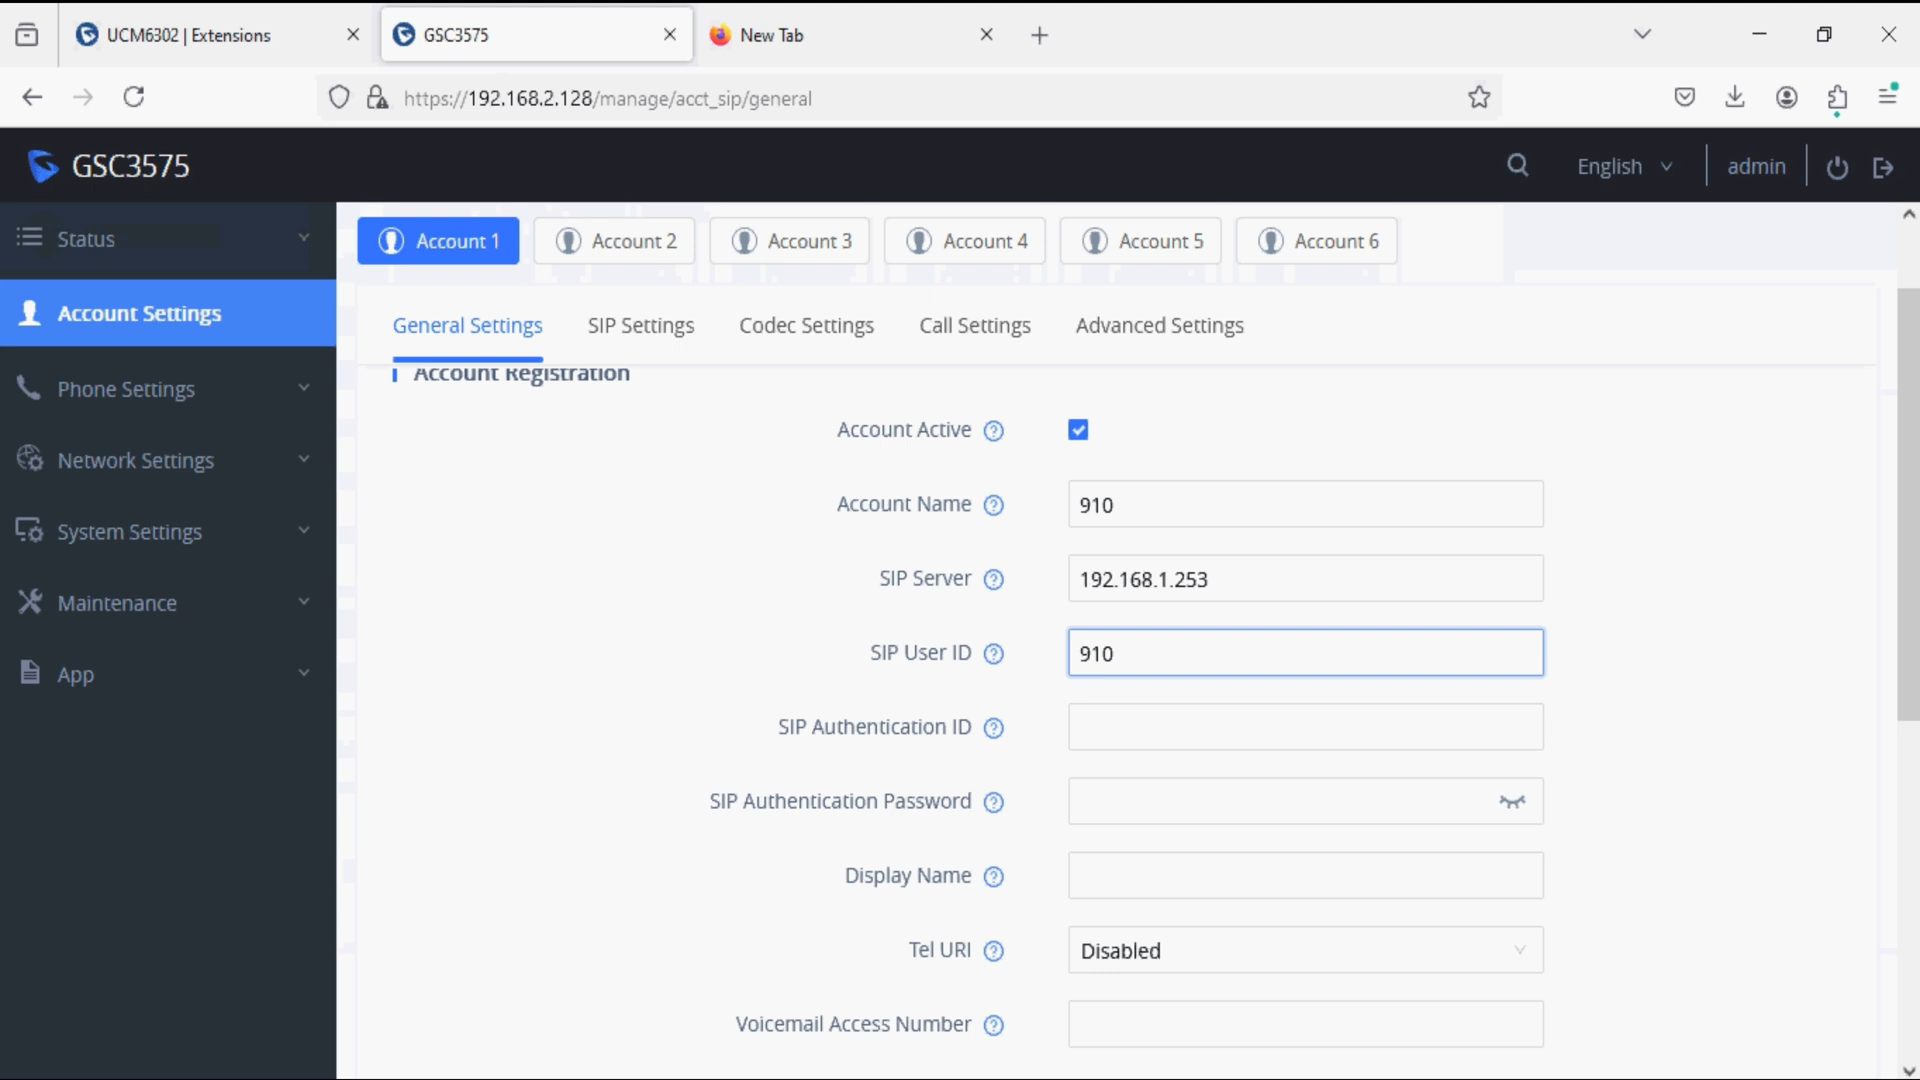 UCM6302 | Extensions
GSC3575
New Tab
https://192.168.2.128/manage/acct_sip/general
GSC3575
English
admin
Status
Account Settings
Phone Settings
Network Settings
System Settings
Maintenance
App
Account 1
Account 2
Account 3
Account 4
Account 5
Account 6
General Settings
SIP Settings
Codec Settings
Call Settings
Advanced Settings
Account Registration
Account Active ?
Account Name ? 910
SIP Server ? 192.168.1.253
SIP User ID ? 910
SIP Authentication ID ?
SIP Authentication Password ?
Display Name ?
Tel URI ? Disabled
Voicemail Access Number ?